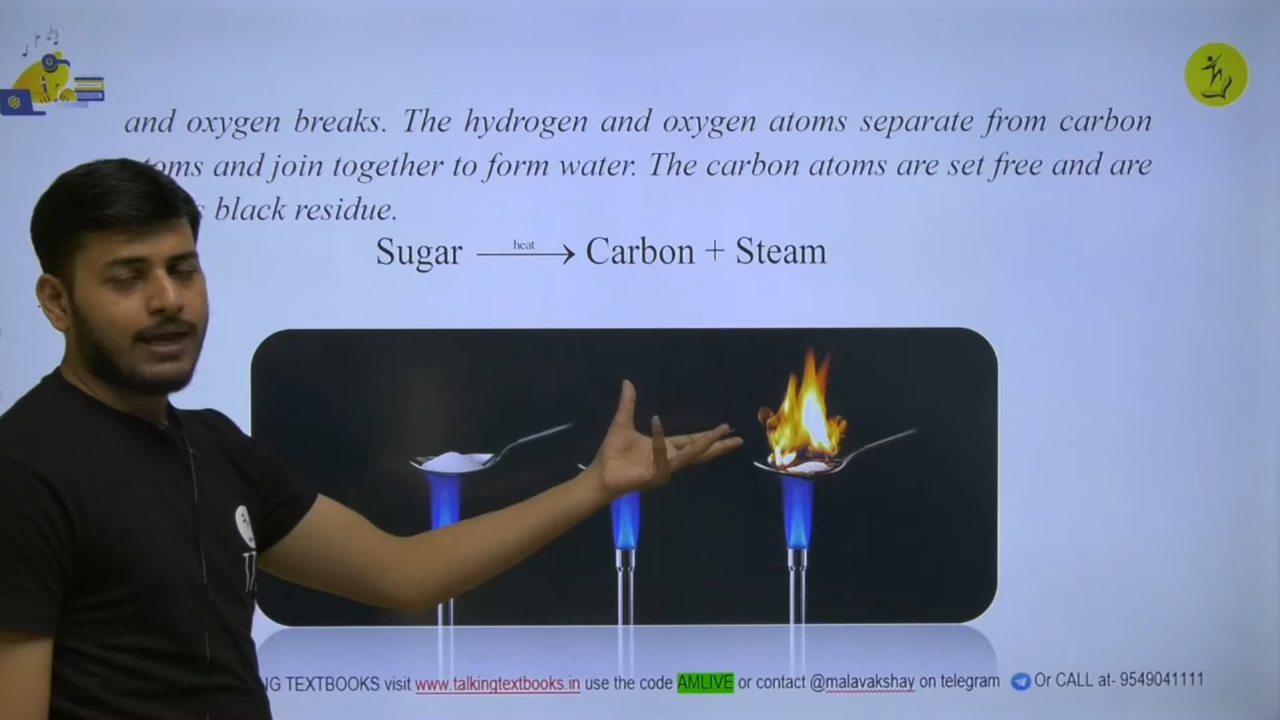 and oxygen breaks. The hydrogen and oxygen atoms separate from carbon
and join together to form water. The carbon atoms are set free and are
black residue.
Sugar heat⟶ Carbon + Steam
NG TEXTBOOKS visit www.talkingtextbooks.in use the code AMLIVE or contact @malavakshay on telegram Or CALL at- 9549041111